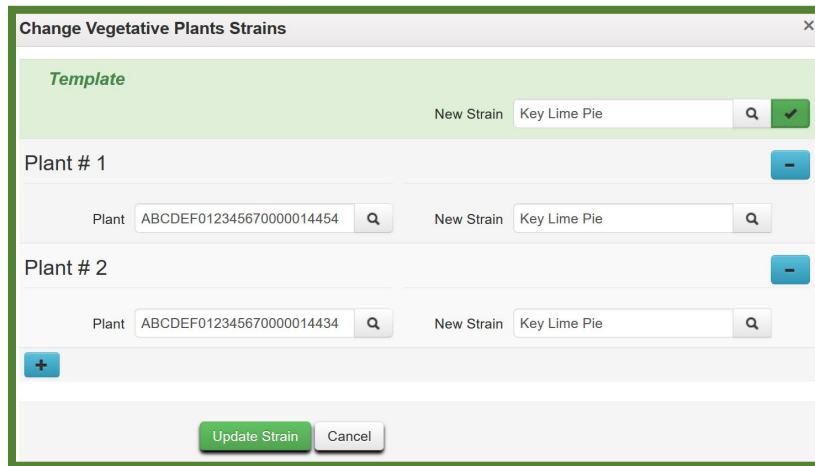 Change Vegetative Plants Strains ×
Template
New Strain Key Lime Pie
Plant # 1
Plant ABCDEF012345670000014454 New Strain Key Lime Pie
Plant # 2
Plant ABCDEF012345670000014434 New Strain Key Lime Pie
Update Strain Cancel